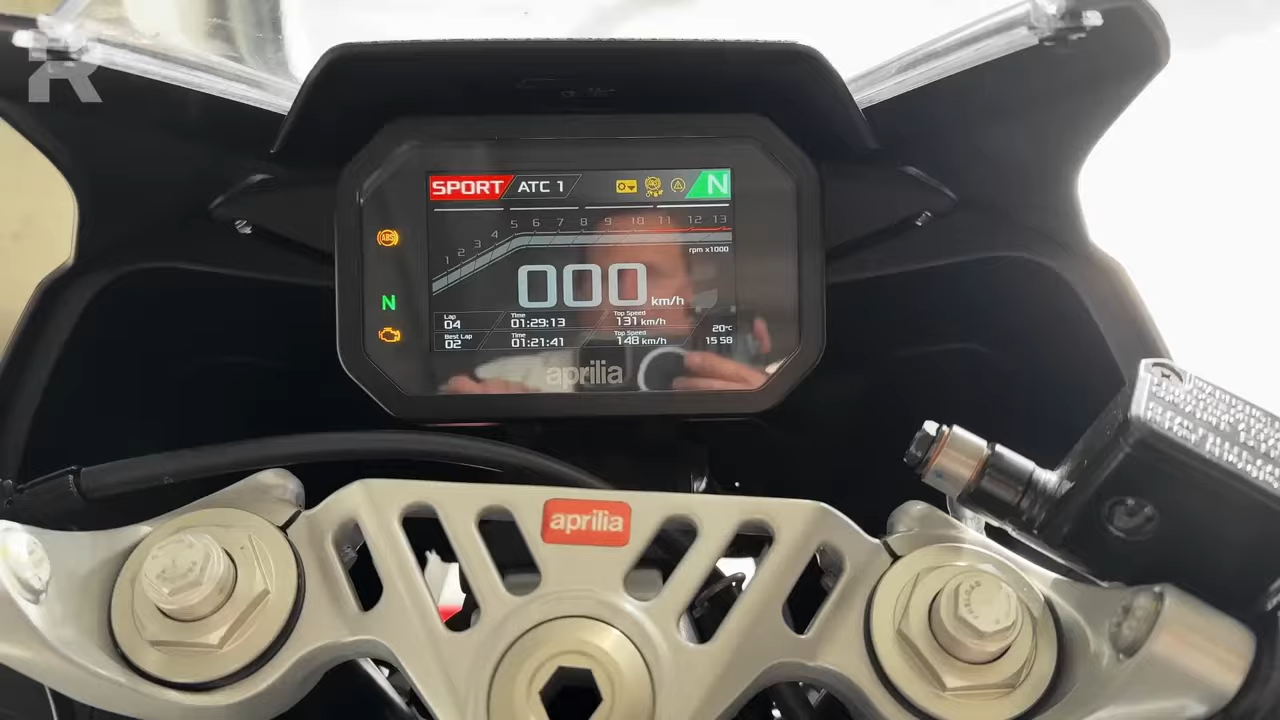 R
SPORT ATC 1 N
5 6 7 8 9 10 11 12 13
1 2 3 4
rpm x1000
ABS
000 km/h
N
Lap Time Top Speed
04 01:29:13 131 km/h
Best Lap Time Top Speed 20°C
02 01:21:41 148 km/h 15 58
aprilia
aprilia